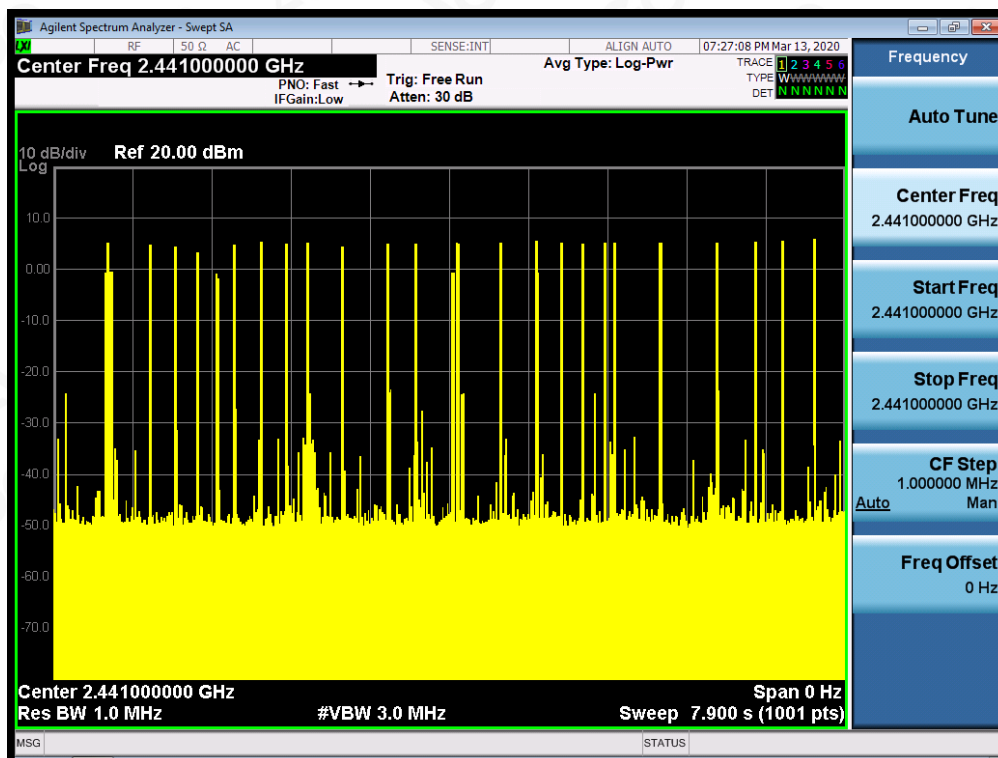 Agilent Spectrum Analyzer - Swept SA
LXI RF 50 Ω AC SENSE:INT ALIGN AUTO 07:27:08 PM Mar 13, 2020
Center Freq 2.441000000 GHz
PNO: Fast
IFGain:Low
Trig: Free Run
Atten: 30 dB
Avg Type: Log-Pwr
TRACE 1 2 3 4 5 6
TYPE WWWWWW
DET N N N N N N
10 dB/div
Log
Ref 20.00 dBm
10.0
0.00
-10.0
-20.0
-30.0
-40.0
-50.0
-60.0
-70.0
Center 2.441000000 GHz
Span 0 Hz
Res BW 1.0 MHz
#VBW 3.0 MHz
Sweep 7.900 s (1001 pts)
MSG
STATUS
Frequency
Auto Tune
Center Freq
2.441000000 GHz
Start Freq
2.441000000 GHz
Stop Freq
2.441000000 GHz
CF Step
1.000000 MHz
Auto Man
Freq Offset
0 Hz